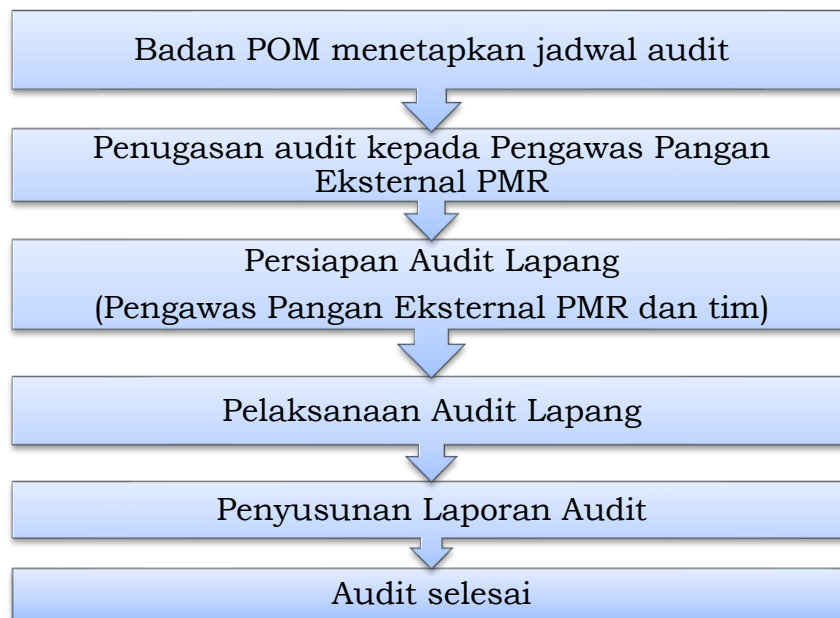 Badan POM menetapkan jadwal audit
Penugasan audit kepada Pengawas Pangan
Eksternal PMR
Persiapan Audit Lapang
(Pengawas Pangan Eksternal PMR dan tim)
Pelaksanaan Audit Lapang
Penyusunan Laporan Audit
Audit selesai